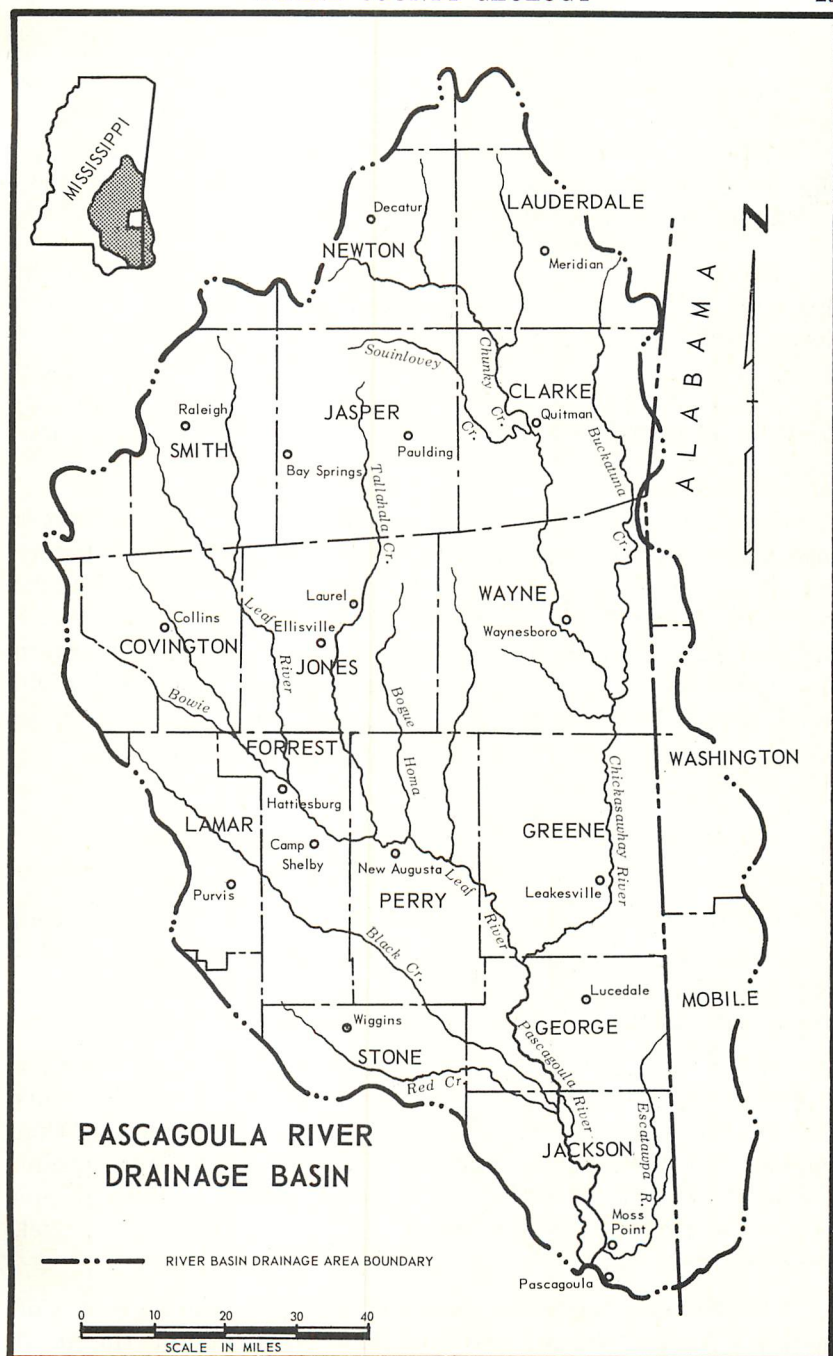 MISSISSIPPI
N
ALABAMA
Decatur
LAUDERDALE
NEWTON
Meridian
Souinlovey
Cr.
Chunky
Cr.
CLARKE
Quitman
Raleigh
JASPER
SMITH
Paulding
Bay Springs
Tallahala Cr.
Buckatuna
Cr.
Laurel
WAYNE
Collins
Leaf
River
Ellisville
Waynesboro
COVINGTON
JONES
Bowie
Bogue
Homa
FORREST
WASHINGTON
Hattiesburg
LAMAR
GREENE
Chickasawhay River
Camp
Shelby
New Augusta
Leaf
River
Leakesville
Purvis
PERRY
Black Cr.
Lucedale
MOBILE
Wiggins
GEORGE
STONE
Pascagoula
River
Red Cr.
Escatawpa R.
PASCAGOULA RIVER
DRAINAGE BASIN
JACKSON
Moss
Point
RIVER BASIN DRAINAGE AREA BOUNDARY
Pascagoula
0 10 20 30 40
SCALE IN MILES